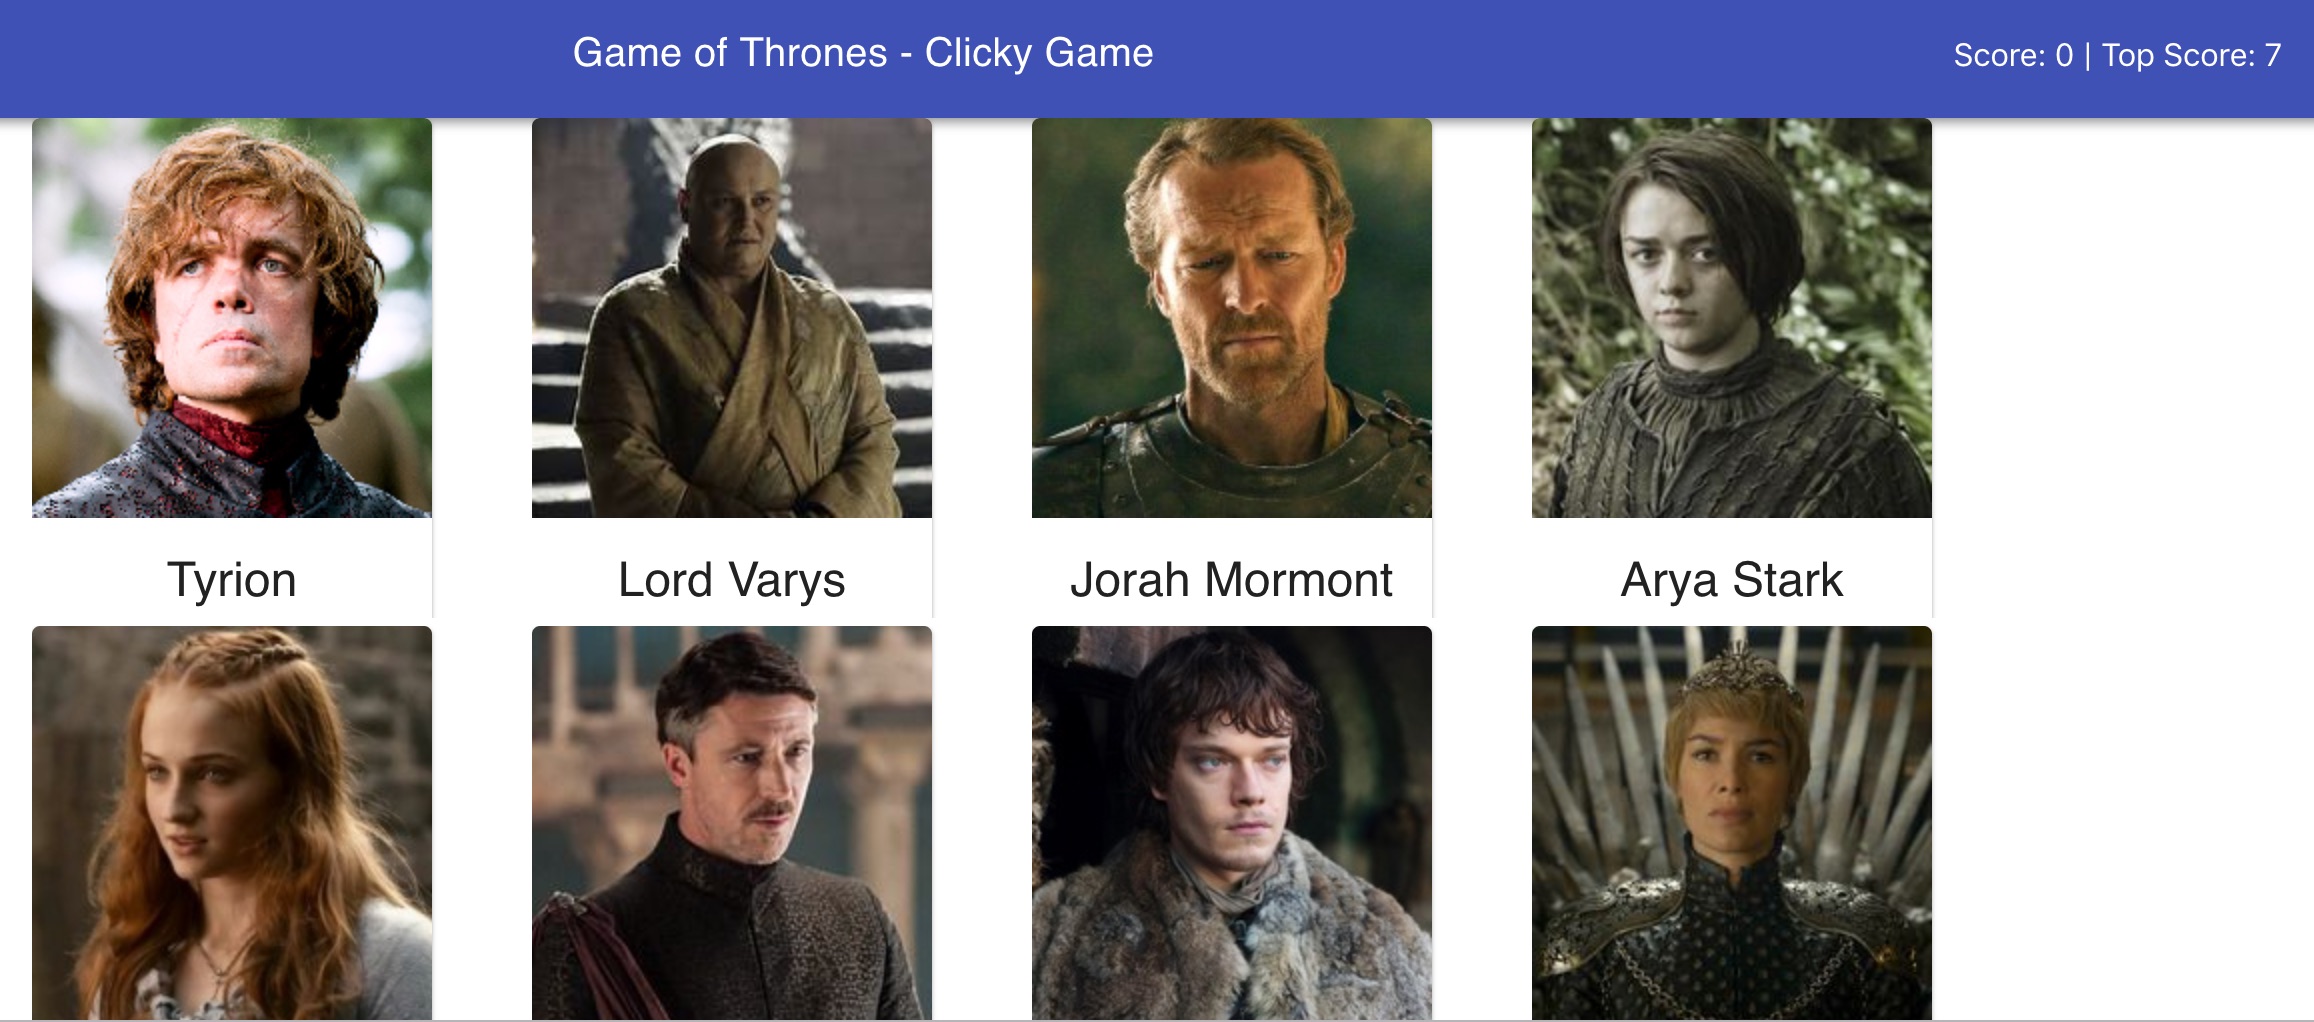 Game of Thrones - Clicky Game
Score: 0 | Top Score: 7
Tyrion
Lord Varys
Jorah Mormont
Arya Stark